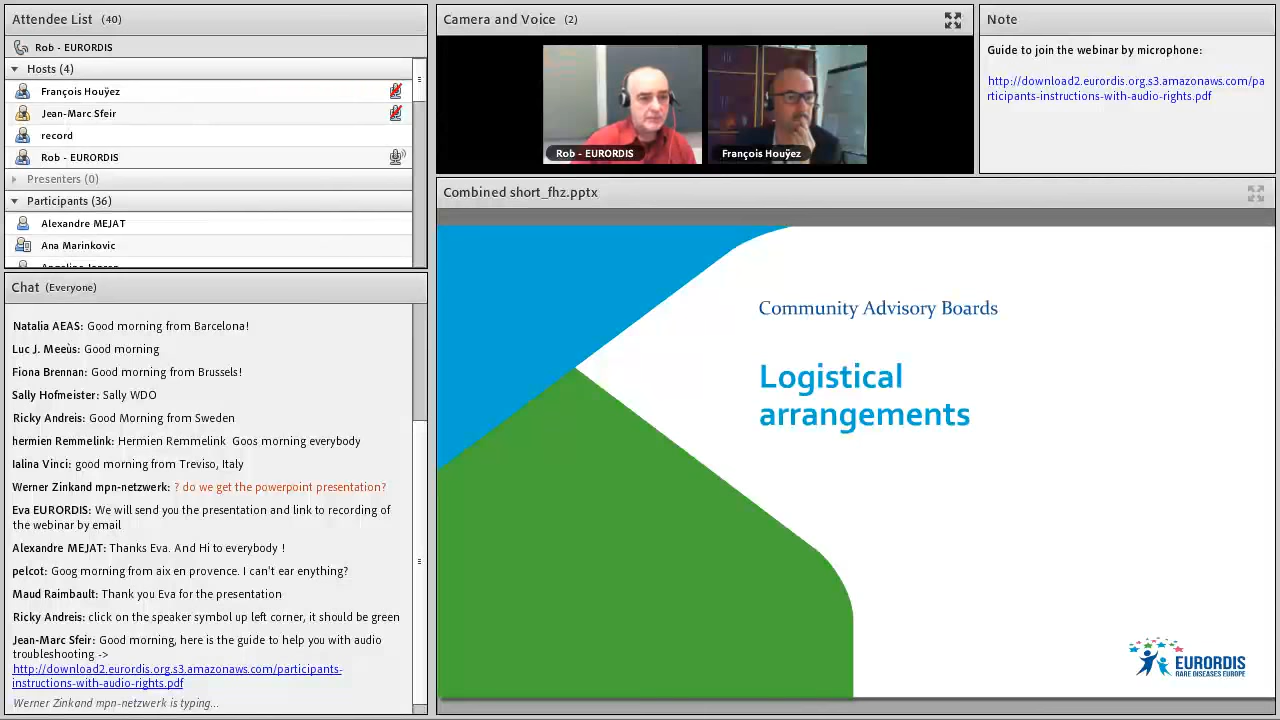 Attendee List (40)
Rob - EURORDIS
Hosts (4)
François Houÿez
Jean-Marc Sfeir
record
Rob - EURORDIS
Presenters (0)
Participants (36)
Alexandre MEJAT
Ana Marinkovic
Chat (Everyone)
Natalia AEAS: Good morning from Barcelona!
Luc J. Meeùs: Good morning
Fiona Brennan: Good morning from Brussels!
Sally Hofmeister: Sälly WDO
Ricky Andreis: Good Morning from Sweden
hermien Remmelink: Hermien Remmelink Goos morning everybody
Ialina Vinci: good morning from Treviso, Italy
Werner Zinkand mpn-netzwerk: ? do we get the powerpoint presentation?
Eva EURORDIS: We will send you the presentation and link to recording of
the webinar by email
Alexandre MEJAT: Thanks Eva. And Hi to everybody !
pelcot: Goog morning from aix en provence. I can't ear enything?
Maud Raimbault: Thank you Eva for the presentation
Ricky Andreis: click on the speaker symbol up left corner, it should be green
Jean-Marc Sfeir: Good morning, here is the guide to help you with audio
troubleshooting ->
http://download2.eurordis.org.s3.amazonaws.com/participants-
instructions-with-audio-rights.pdf
Werner Zinkand mpn-netzwerk is typing...
Camera and Voice (2)
Rob - EURORDIS
François Houÿez
Note
Guide to join the webinar by microphone:
http://download2.eurordis.org.s3.amazonaws.com/pa
rticipants-instructions-with-audio-rights.pdf
Combined short_fhz.pptx
Community Advisory Boards
Logistical
arrangements
EURORDIS
RARE DISEASES EUROPE